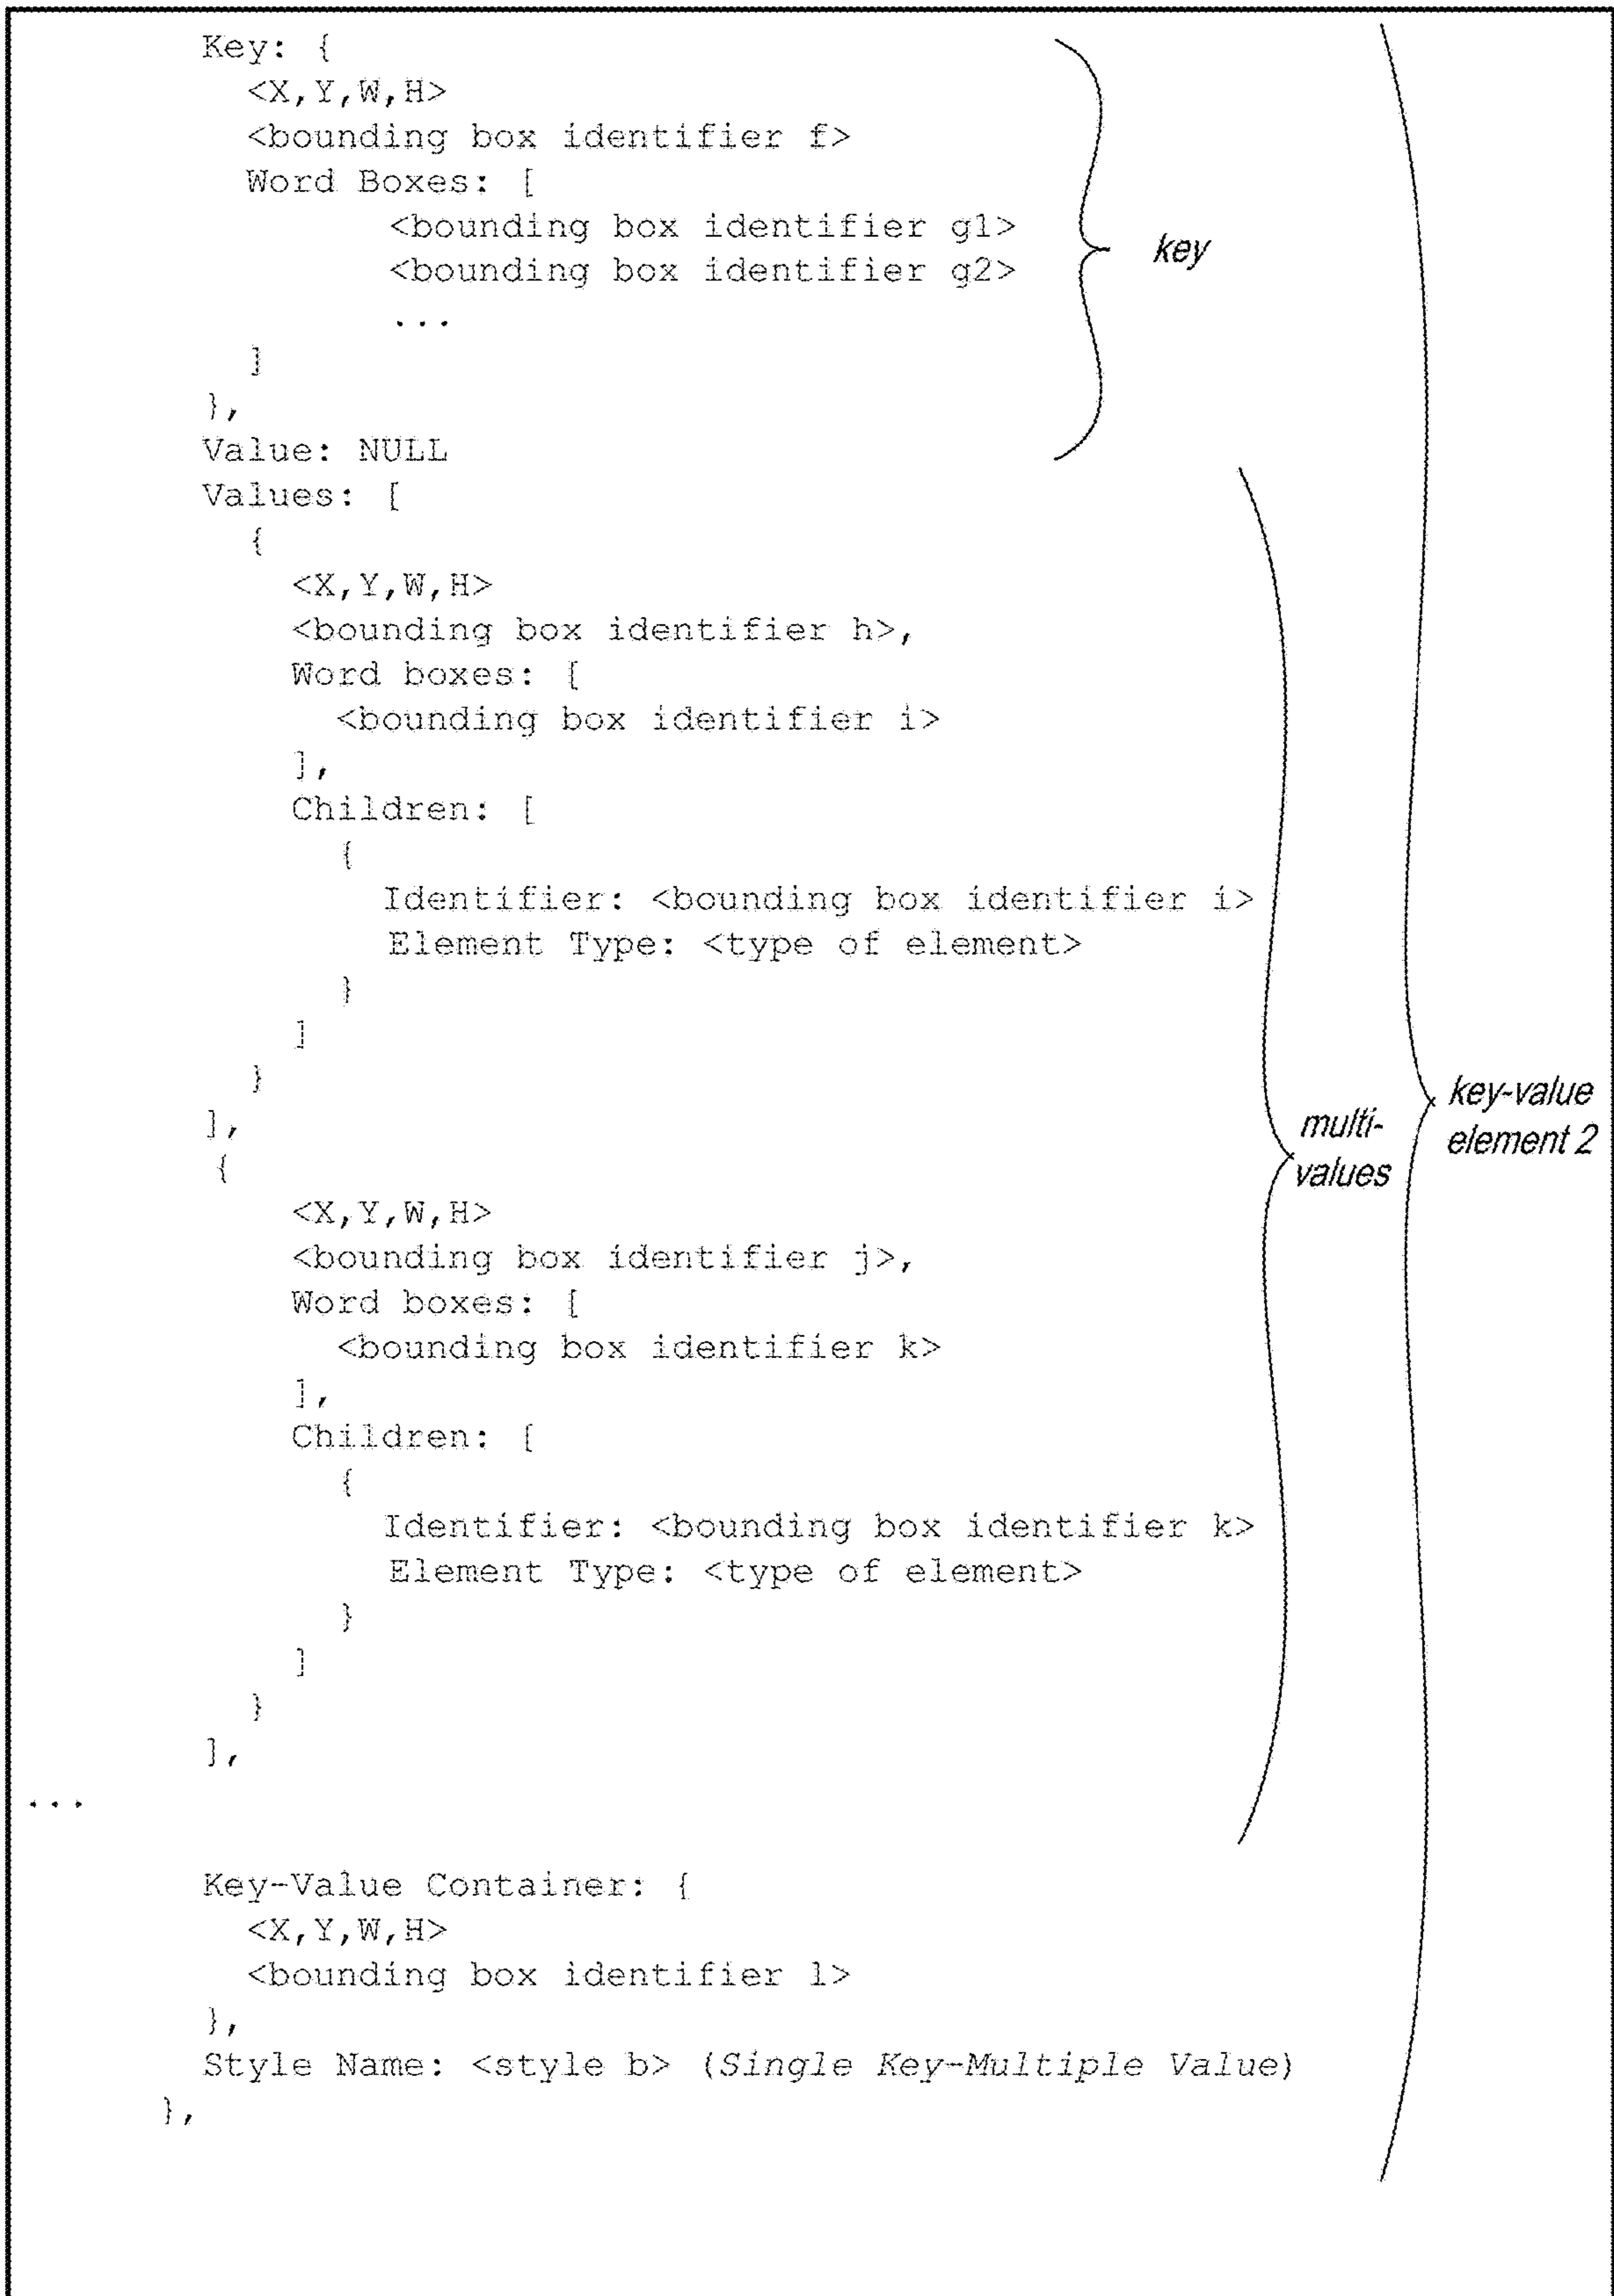 Key: {
<X,Y,W,H>
<bounding box identifier f>
Word Boxes: [
<bounding box identifier g1>
<bounding box identifier g2>
...
]
},
key
Value: NULL
Values: [
{
<X,Y,W,H>
<bounding box identifier h>,
Word boxes: [
<bounding box identifier i>
],
Children: [
{
Identifier: <bounding box identifier i>
Element Type: <type of element>
}
]
}
],
{
<X,Y,W,H>
<bounding box identifier j>,
Word boxes: [
<bounding box identifier k>
],
Children: [
{
Identifier: <bounding box identifier k>
Element Type: <type of element>
}
]
}
],
...
multi-
values
Key-Value Container: {
<X,Y,W,H>
<bounding box identifier l>
},
Style Name: <style b> (Single Key-Multiple Value)
},
key-value
element 2